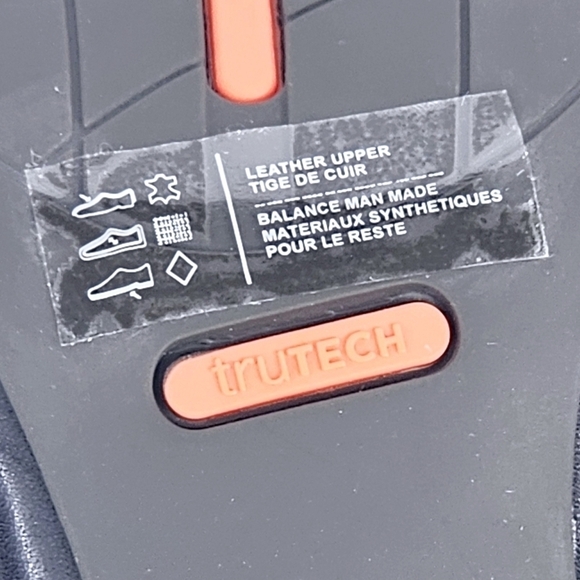 LEATHER UPPER
TIGE DE CUIR
BALANCE MAN MADE
MATERIAUX SYNTHETIQUES
POUR LE RESTE
truTECH